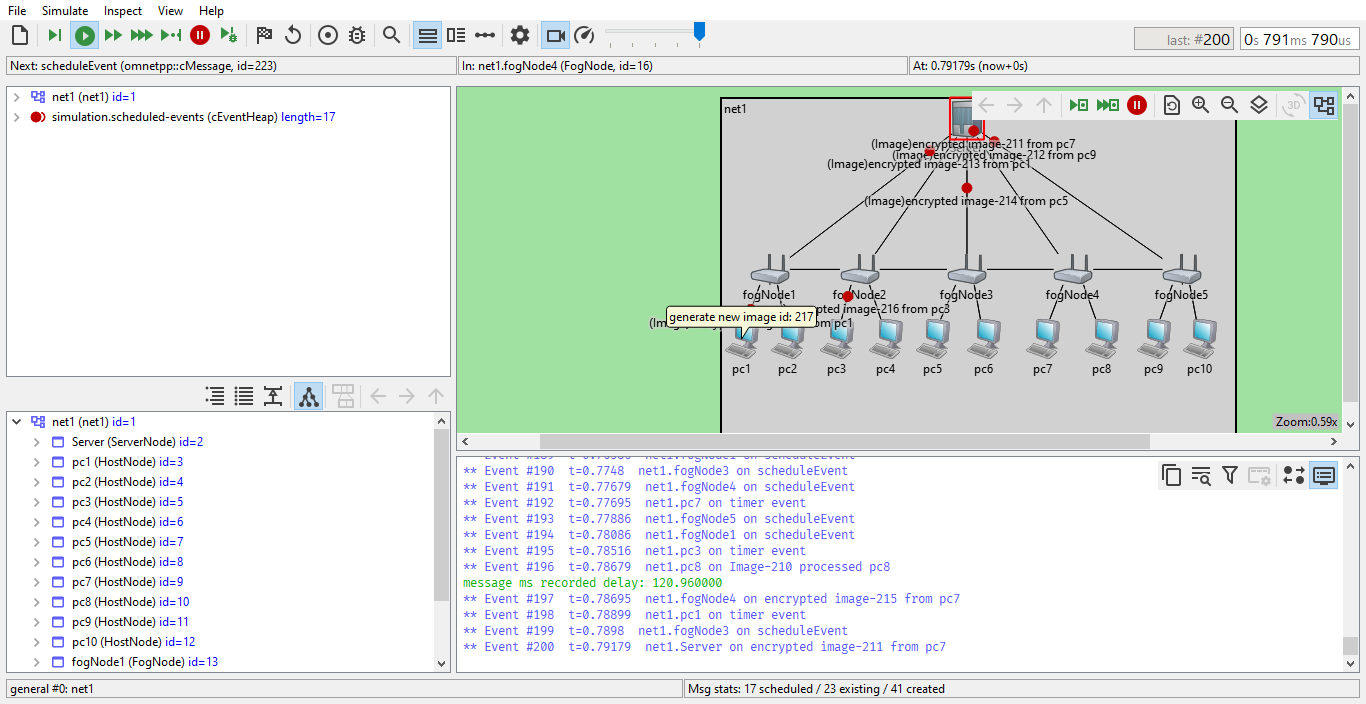 File Simulate Inspect View Help
last: #200
0s 791ms 790us
Next: scheduleEvent (omnetpp::cMessage, id=223)
In: net1.fogNode4 (FogNode, id=16)
At: 0.79179s (now+0s)
net1 (net1) id=1
simulation.scheduled-events (cEventHeap) length=17
net1 (net1) id=1
Server (ServerNode) id=2
pc1 (HostNode) id=3
pc2 (HostNode) id=4
pc3 (HostNode) id=5
pc4 (HostNode) id=6
pc5 (HostNode) id=7
pc6 (HostNode) id=8
pc7 (HostNode) id=9
pc8 (HostNode) id=10
pc9 (HostNode) id=11
pc10 (HostNode) id=12
fogNode1 (FogNode) id=13
net1
3D
(Image)encrypted image-211 from pc7
(Image)encrypted image-212 from pc9
(Image)encrypted image-213 from pc1
(Image)encrypted image-214 from pc5
fogNode1 fogNode2 fogNode3 fogNode4 fogNode5
image-216 from pc3
generate new image id: 217
from pc1
pc1 pc2 pc3 pc4 pc5 pc6 pc7 pc8 pc9 pc10
Zoom:0.59x
** Event #190 t=0.7748 net1.fogNode3 on scheduleEvent
** Event #191 t=0.77679 net1.fogNode4 on scheduleEvent
** Event #192 t=0.77695 net1.pc7 on timer event
** Event #193 t=0.77886 net1.fogNode5 on scheduleEvent
** Event #194 t=0.78086 net1.fogNode1 on scheduleEvent
** Event #195 t=0.78516 net1.pc3 on timer event
** Event #196 t=0.78679 net1.pc8 on Image-210 processed pc8
message ms recorded delay: 120.960000
** Event #197 t=0.78695 net1.fogNode4 on encrypted image-215 from pc7
** Event #198 t=0.78899 net1.pc1 on timer event
** Event #199 t=0.7898 net1.fogNode3 on scheduleEvent
** Event #200 t=0.79179 net1.Server on encrypted image-211 from pc7
general #0: net1
Msg stats: 17 scheduled / 23 existing / 41 created